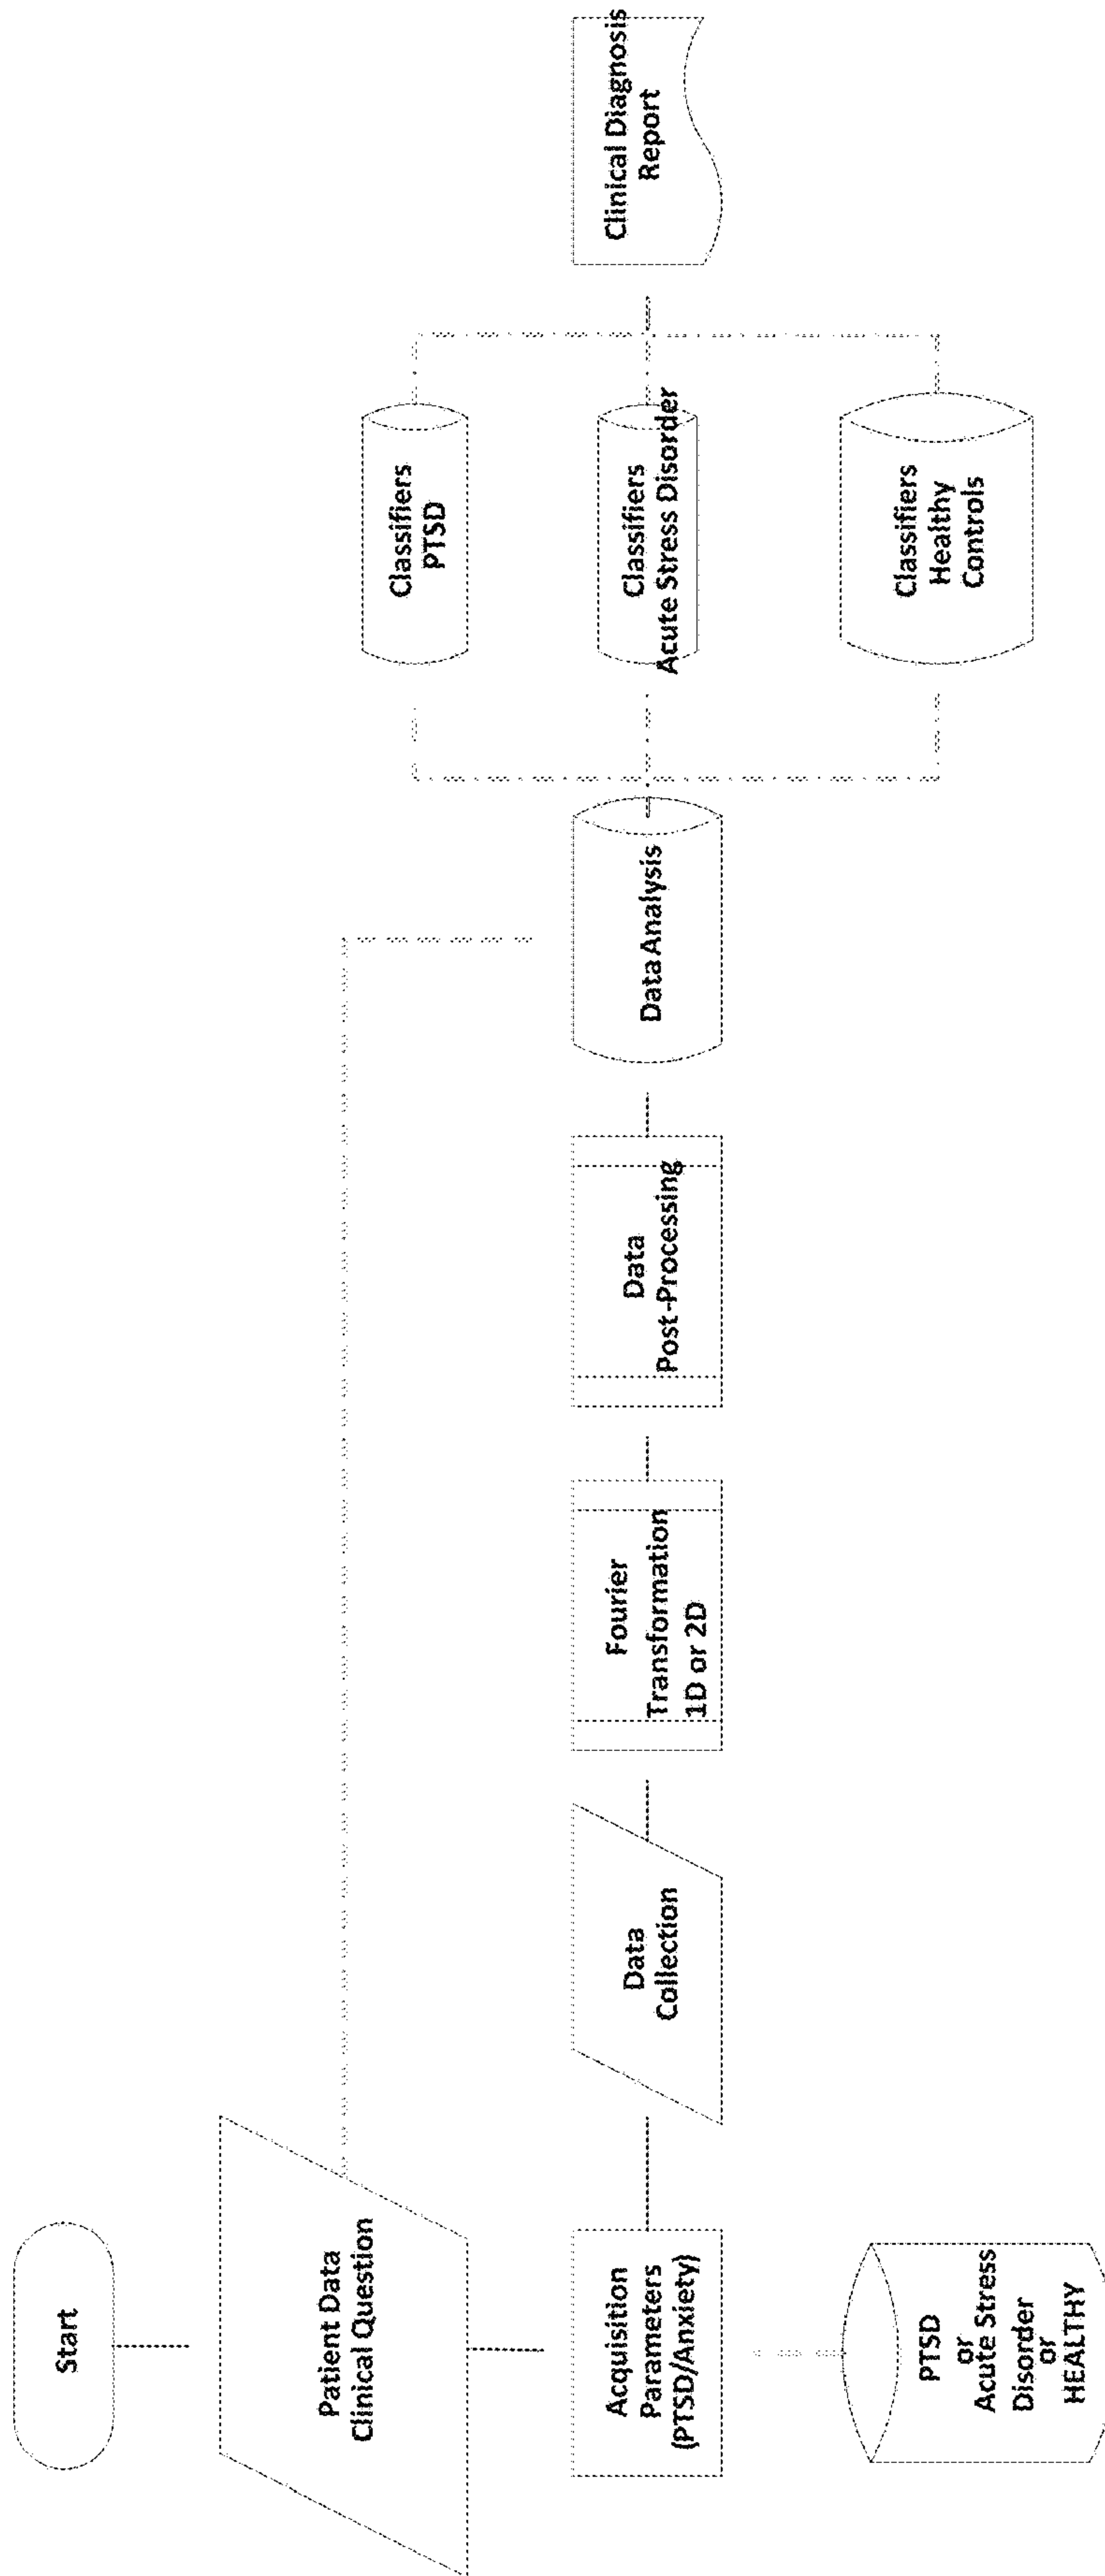 Start
Patient Data
Clinical Question
Acquisition
Parameters
(PTSD/Anxiety)
PTSD
or
Acute Stress
Disorder
or
HEALTHY
Data
Collection
Fourier
Transformation
1D or 2D
Data
Post-Processing
Data Analysis
Classifiers
PTSD
Classifiers
Acute Stress Disorder
Classifiers
Healthy
Controls
Clinical Diagnosis
Report